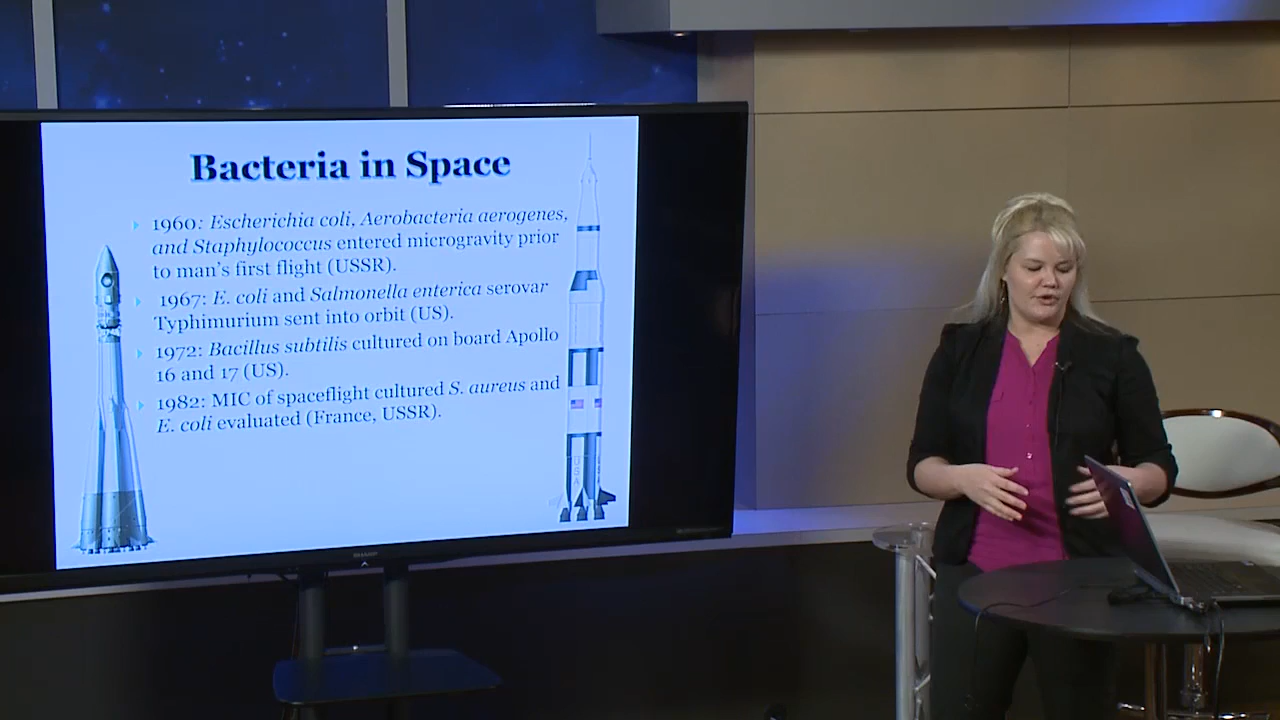 Bacteria in Space
1960: Escherichia coli, Aerobacteria aerogenes,
and Staphylococcus entered microgravity prior
to man's first flight (USSR).
1967: E. coli and Salmonella enterica serovar
Typhimurium sent into orbit (US).
1972: Bacillus subtilis cultured on board Apollo
16 and 17 (US).
1982: MIC of spaceflight cultured S. aureus and
E. coli evaluated (France, USSR).
USA
SHARP